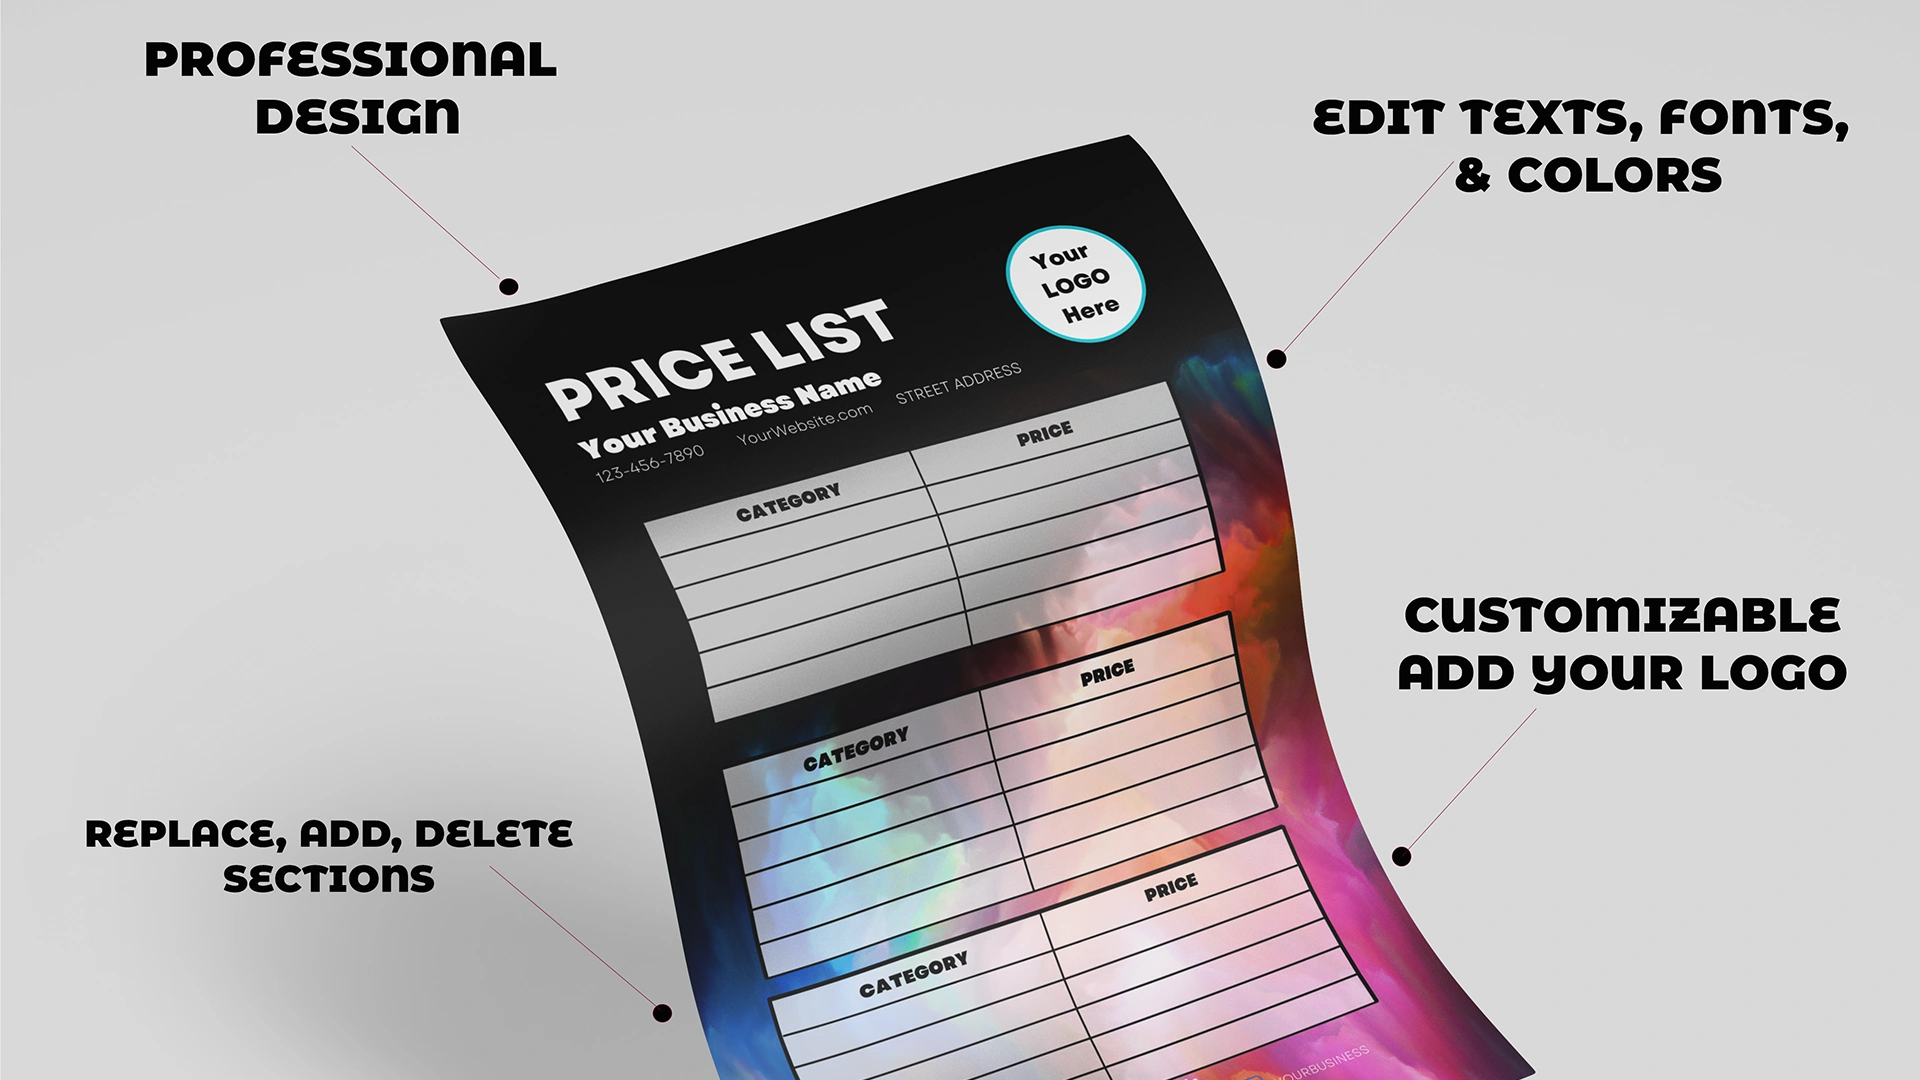 PROFESSIONAL
DESIGN
EDIT TEXTS, FONTS,
& COLORS
Your
LOGO
Here
PRICE LIST
Your Business Name
123-456-7890 YourWebsite.com STREET ADDRESS
CATEGORY PRICE
CATEGORY PRICE
CATEGORY PRICE
CUSTOMIZABLE
ADD YOUR LOGO
REPLACE, ADD, DELETE
SECTIONS
YOURBUSINESS